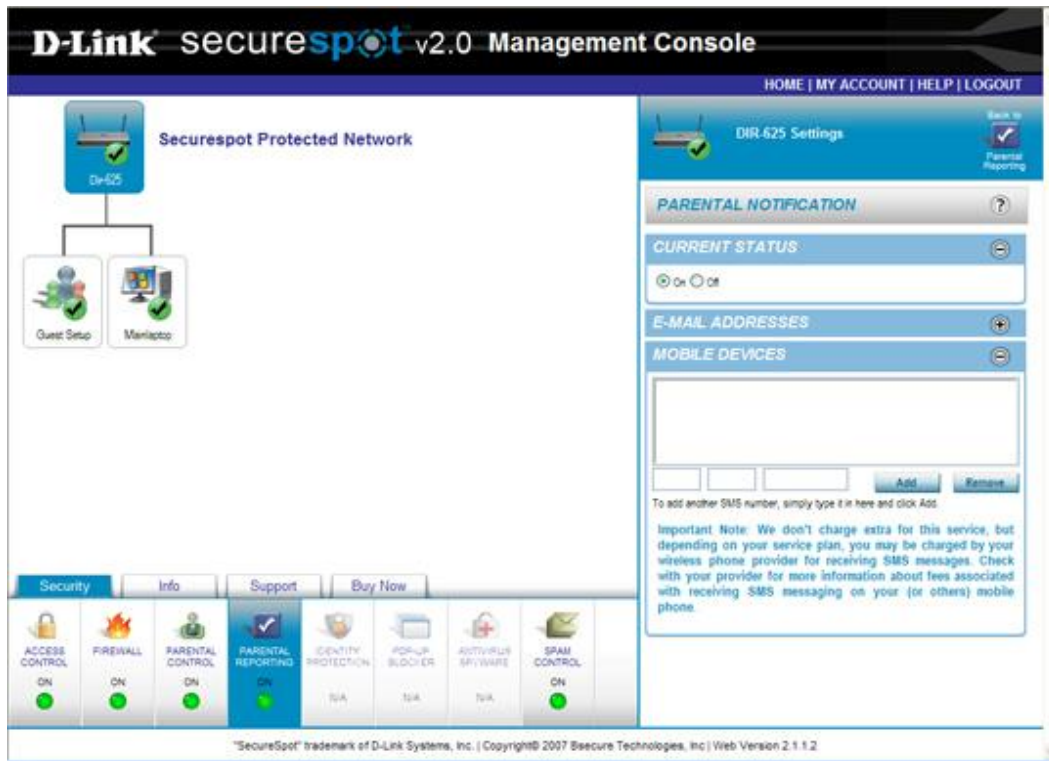 D-Link securespot v2.0 Management Console
HOME | MY ACCOUNT | HELP | LOGOUT
Dir-625
Securespot Protected Network
Guest Setup
Mainlaptop
DIR-625 Settings
Back to
Parental
Reporting
PARENTAL NOTIFICATION
?
CURRENT STATUS
On Off
E-MAIL ADDRESSES
MOBILE DEVICES
Add Remove
To add another SMS number, simply type it in here and click Add.
Important Note: We don't charge extra for this service, but
depending on your service plan, you may be charged by your
wireless phone provider for receiving SMS messages. Check
with your provider for more information about fees associated
with receiving SMS messaging on your (or others) mobile
phone.
Security Info Support Buy Now
ACCESS
CONTROL
ON
FIREWALL
ON
PARENTAL
CONTROL
ON
PARENTAL
REPORTING
ON
IDENTITY
PROTECTION
N/A
POP-UP
BLOCKER
N/A
ANTIVIRUS
SPYWARE
N/A
SPAM
CONTROL
ON
"SecureSpot" trademark of D-Link Systems, Inc. | Copyright© 2007 Bsecure Technologies, Inc | Web Version 2.1.1.2